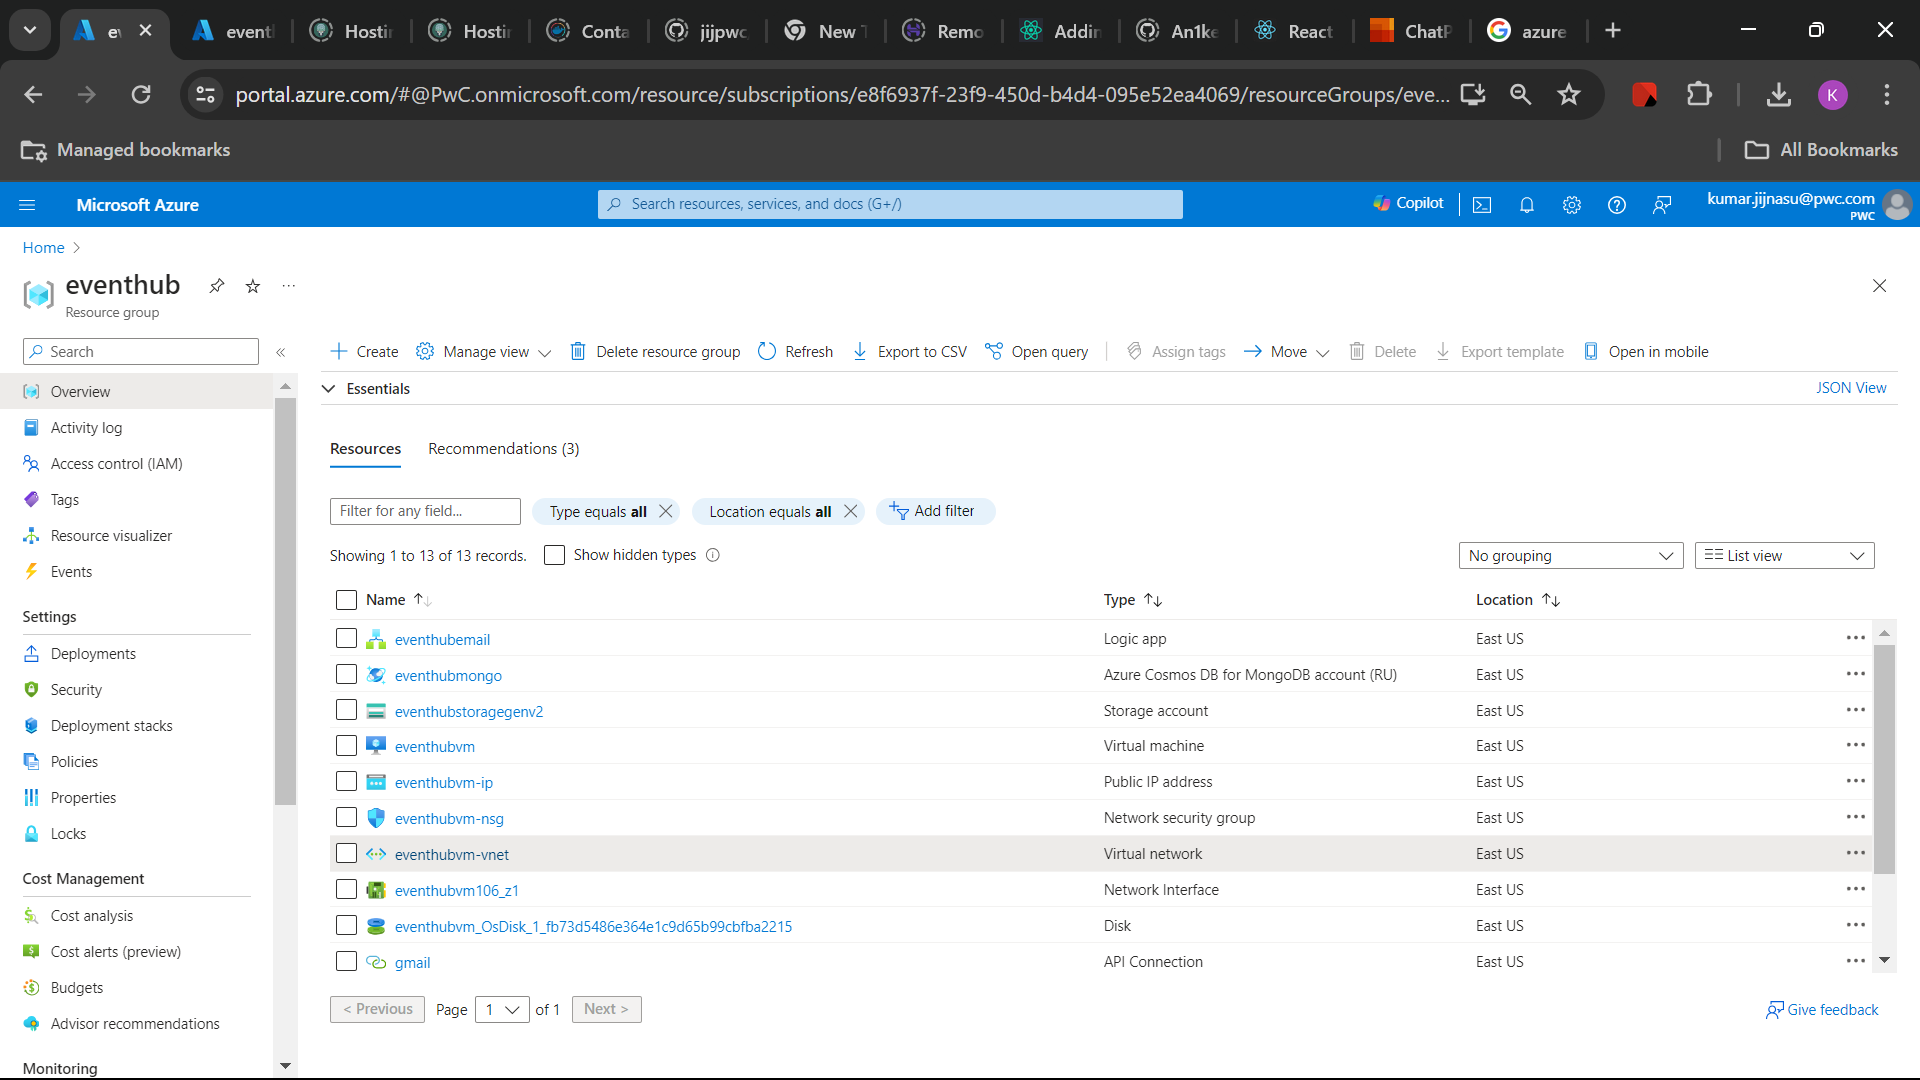 ev
event
Hostin
Hostin
Conta
jijpwc
New T
Remo
Addin
An1ke
React
ChatP
azure
portal.azure.com/#@PwC.onmicrosoft.com/resource/subscriptions/e8f6937f-23f9-450d-b4d4-095e52ea4069/resourceGroups/eve...
K
Managed bookmarks
All Bookmarks
Microsoft Azure
Search resources, services, and docs (G+/)
Copilot
kumar.jijnasu@pwc.com
PWC
Home
eventhub
Resource group
Search
Create
Manage view
Delete resource group
Refresh
Export to CSV
Open query
Assign tags
Move
Delete
Export template
Open in mobile
Overview
Essentials
JSON View
Activity log
Access control (IAM)
Tags
Resource visualizer
Events
Settings
Deployments
Security
Deployment stacks
Policies
Properties
Locks
Cost Management
Cost analysis
Cost alerts (preview)
Budgets
Advisor recommendations
Monitoring
Resources
Recommendations (3)
Filter for any field...
Type equals all
Location equals all
Add filter
Showing 1 to 13 of 13 records.
Show hidden types
No grouping
List view
Name Type Location
eventhubemail Logic app East US
eventhubmongo Azure Cosmos DB for MongoDB account (RU) East US
eventhubstoragegenv2 Storage account East US
eventhubvm Virtual machine East US
eventhubvm-ip Public IP address East US
eventhubvm-nsg Network security group East US
eventhubvm-vnet Virtual network East US
eventhubvm106_z1 Network Interface East US
eventhubvm_OsDisk_1_fb73d5486e364e1c9d65b99cbfba2215 Disk East US
gmail API Connection East US
< Previous
Page 1 of 1
Next >
Give feedback